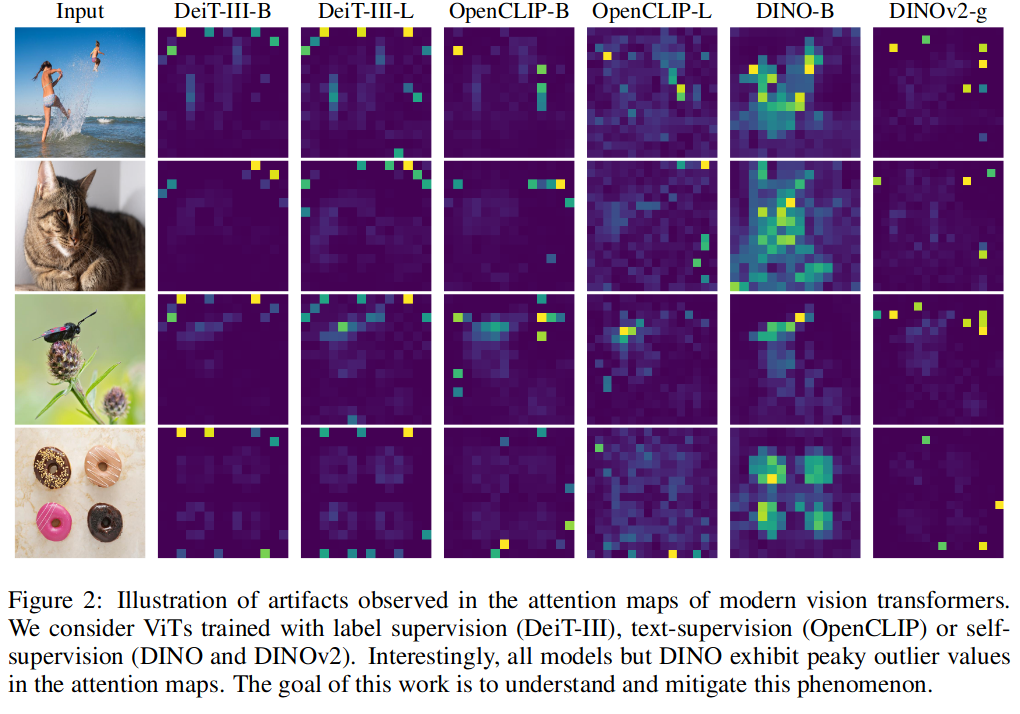 Input DeiT-III-B DeiT-III-L OpenCLIP-B OpenCLIP-L DINO-B DINOv2-g
Figure 2: Illustration of artifacts observed in the attention maps of modern vision transformers.
We consider ViTs trained with label supervision (DeiT-III), text-supervision (OpenCLIP) or self-
supervision (DINO and DINOv2). Interestingly, all models but DINO exhibit peaky outlier values
in the attention maps. The goal of this work is to understand and mitigate this phenomenon.